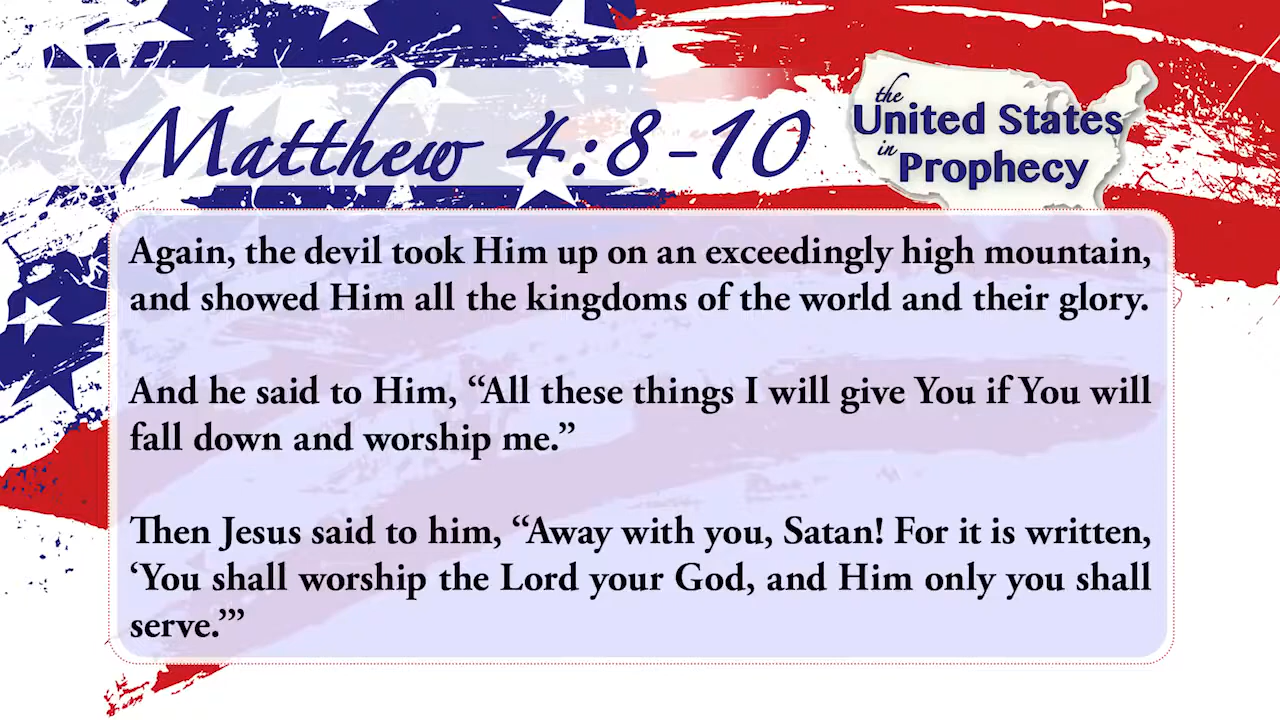 Matthew 4:8-10
the
United States
in Prophecy
Again, the devil took Him up on an exceedingly high mountain,
and showed Him all the kingdoms of the world and their glory.
And he said to Him, “All these things I will give You if You will
fall down and worship me.”
Then Jesus said to him, “Away with you, Satan! For it is written,
‘You shall worship the Lord your God, and Him only you shall
serve.’”